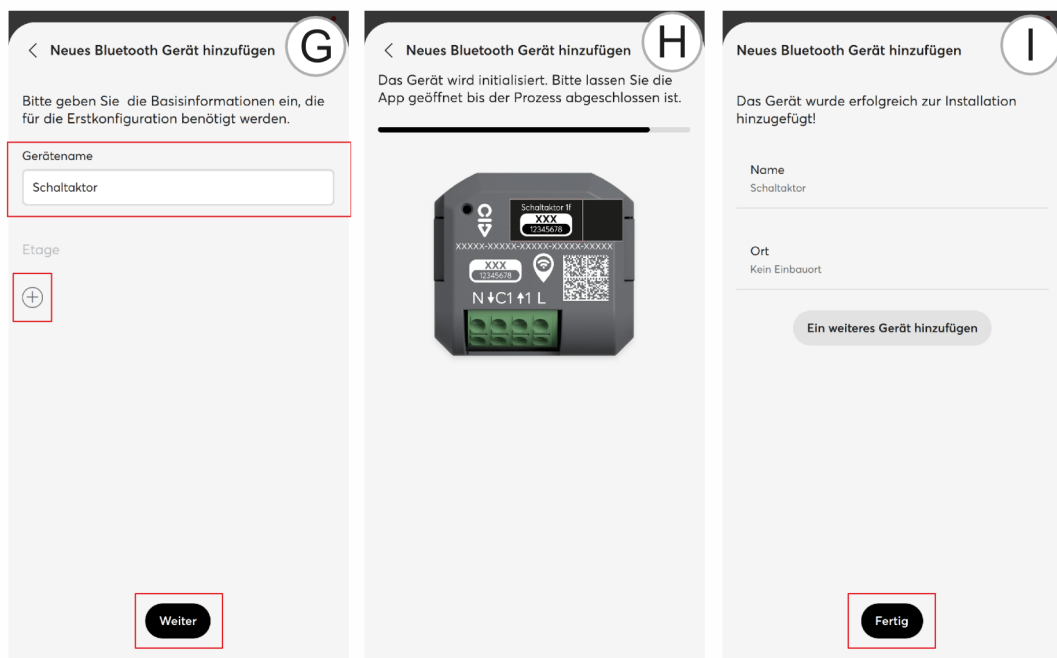 Neues Bluetooth Gerät hinzufügen
G
Bitte geben Sie die Basisinformationen ein, die
für die Erstkonfiguration benötigt werden.
Gerätename
Schaltaktor
Etage
Weiter
Neues Bluetooth Gerät hinzufügen
H
Das Gerät wird initialisiert. Bitte lassen Sie die
App geöffnet bis der Prozess abgeschlossen ist.
Schaltaktor 1f
XXX
12345678
XXXXX-XXXXX-XXXXX-XXXXX-XXXXX
XXX
12345678
N ↓C1 ↑1 L
Neues Bluetooth Gerät hinzufügen
I
Das Gerät wurde erfolgreich zur Installation
hinzugefügt!
Name
Schaltaktor
Ort
Kein Einbauort
Ein weiteres Gerät hinzufügen
Fertig